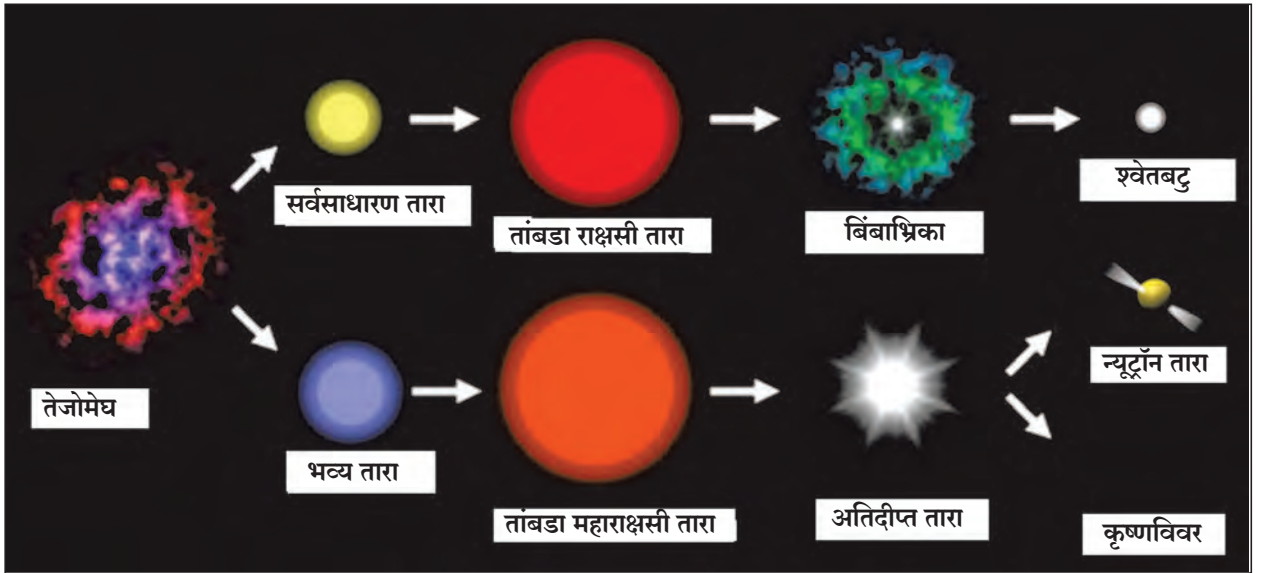 सर्वसाधारण तारा
तांबडा राक्षसी तारा
बिंबाभ्रिका
श्वेतबटु
तेजोमेघ
भव्य तारा
तांबडा महाराक्षसी तारा
अतिदीप्त तारा
न्यूट्रॉन तारा
कृष्णविवर